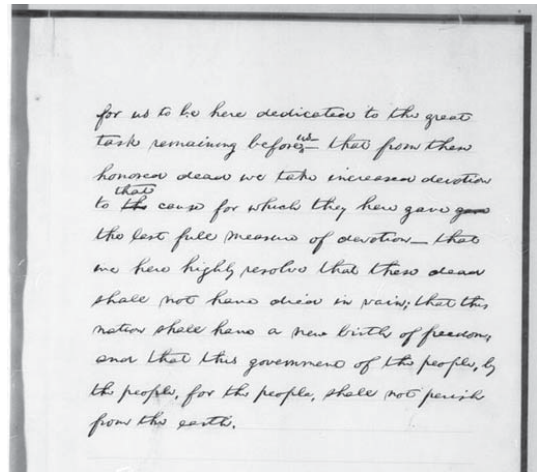 for us to be here dedicated to the great
task remaining before us — that from these
honored dead we take increased devotion
to that cause for which they here gave gave
the last full measure of devotion — that
we here highly resolve that these dead
shall not have died in vain; that this
nation shall have a new birth of freedom,
and that this government of the people, by
the people, for the people, shall not perish
from the earth.